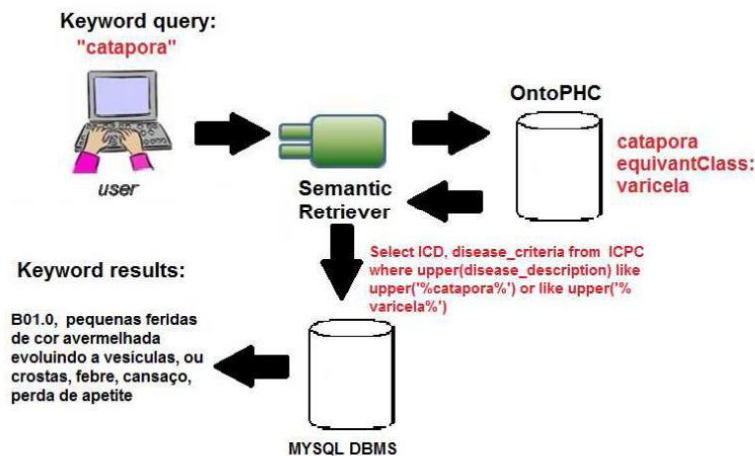 Keyword query:
"catapora"
user
Semantic
Retriever
OntoPHC
catapora
equivantClass:
varicela
Select ICD, disease_criteria from ICPC
where upper(disease_description) like
upper('%catapora%') or like upper('%
varicela%')
Keyword results:
B01.0, pequenas feridas
de cor avermelhada
evoluindo a vesículas, ou
crostas, febre, cansaço,
perda de apetite
MYSQL DBMS